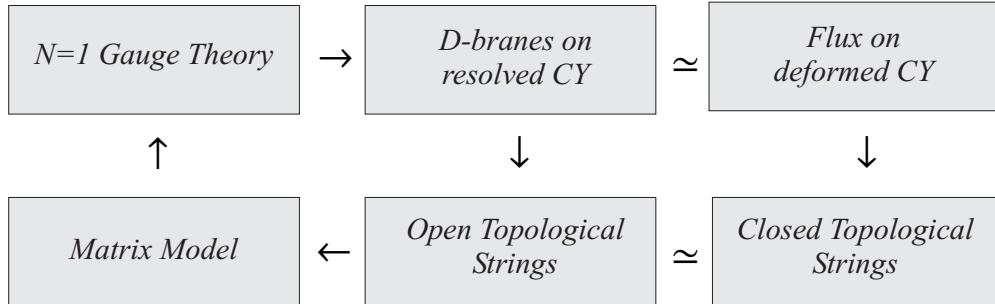 N=1 Gauge Theory
→
D-branes on
resolved CY
≃
Flux on
deformed CY
↑
↓
↓
Matrix Model
←
Open Topological
Strings
≃
Closed Topological
Strings